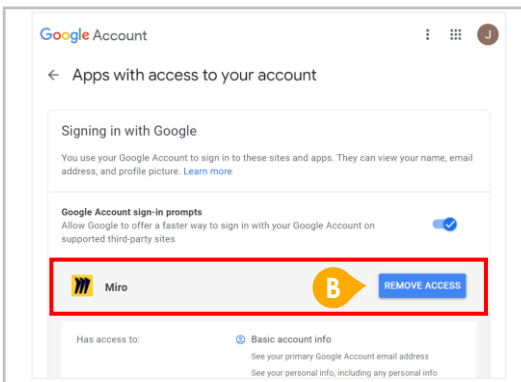 Google Account
J
← Apps with access to your account
Signing in with Google
You use your Google Account to sign in to these sites and apps. They can view your name, email
address, and profile picture. Learn more
Google Account sign-in prompts
Allow Google to offer a faster way to sign in with your Google Account on
supported third-party sites
Miro
B
REMOVE ACCESS
Has access to:
Basic account info
See your primary Google Account email address
See your personal info, including any personal info